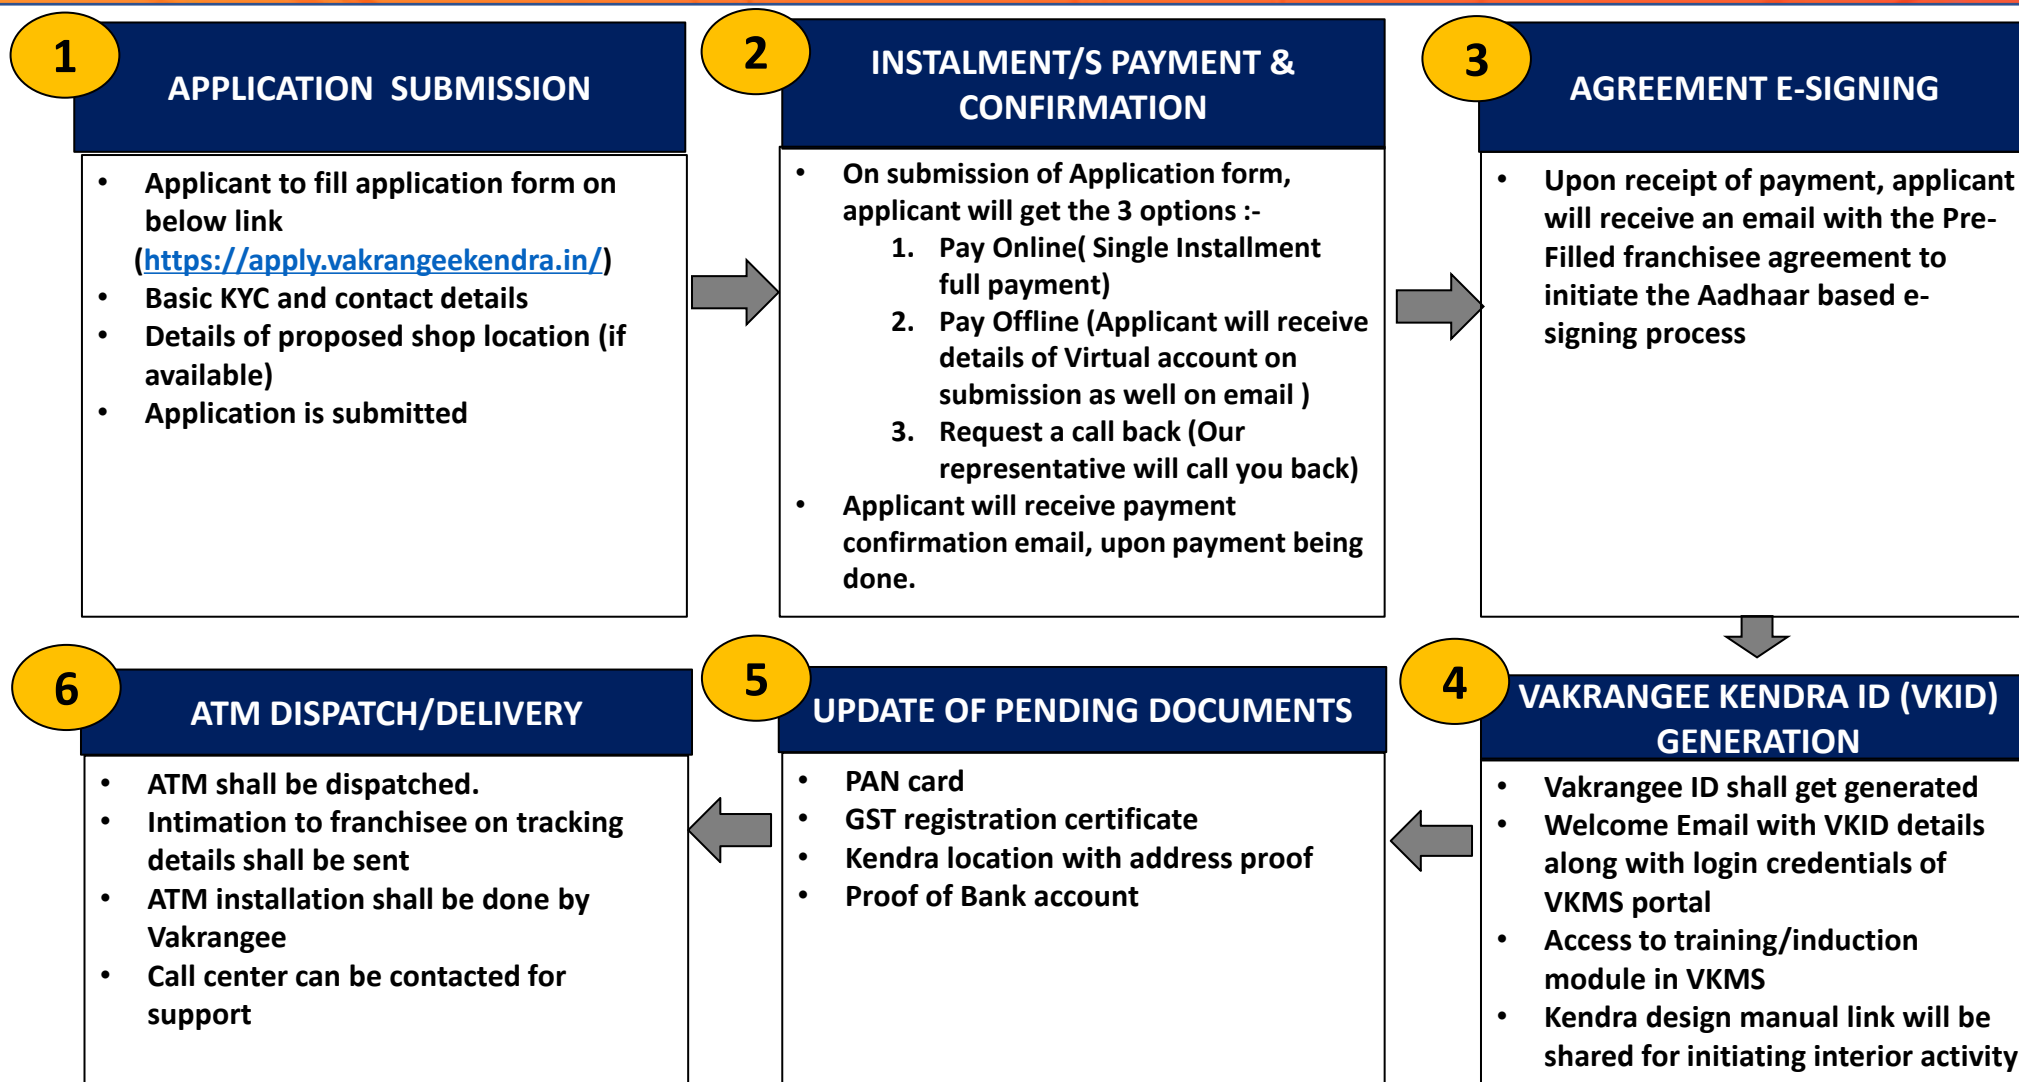 1
APPLICATION SUBMISSION
• Applicant to fill application form on
below link
(https://apply.vakrangeekendra.in/)
• Basic KYC and contact details
• Details of proposed shop location (if
available)
• Application is submitted
2
INSTALMENT/S PAYMENT &
CONFIRMATION
• On submission of Application form,
applicant will get the 3 options :-
1. Pay Online( Single Installment
full payment)
2. Pay Offline (Applicant will receive
details of Virtual account on
submission as well on email )
3. Request a call back (Our
representative will call you back)
• Applicant will receive payment
confirmation email, upon payment being
done.
3
AGREEMENT E-SIGNING
• Upon receipt of payment, applicant
will receive an email with the Pre-
Filled franchisee agreement to
initiate the Aadhaar based e-
signing process
4
VAKRANGEE KENDRA ID (VKID)
GENERATION
• Vakrangee ID shall get generated
• Welcome Email with VKID details
along with login credentials of
VKMS portal
• Access to training/induction
module in VKMS
• Kendra design manual link will be
shared for initiating interior activity
5
UPDATE OF PENDING DOCUMENTS
• PAN card
• GST registration certificate
• Kendra location with address proof
• Proof of Bank account
6
ATM DISPATCH/DELIVERY
• ATM shall be dispatched.
• Intimation to franchisee on tracking
details shall be sent
• ATM installation shall be done by
Vakrangee
• Call center can be contacted for
support